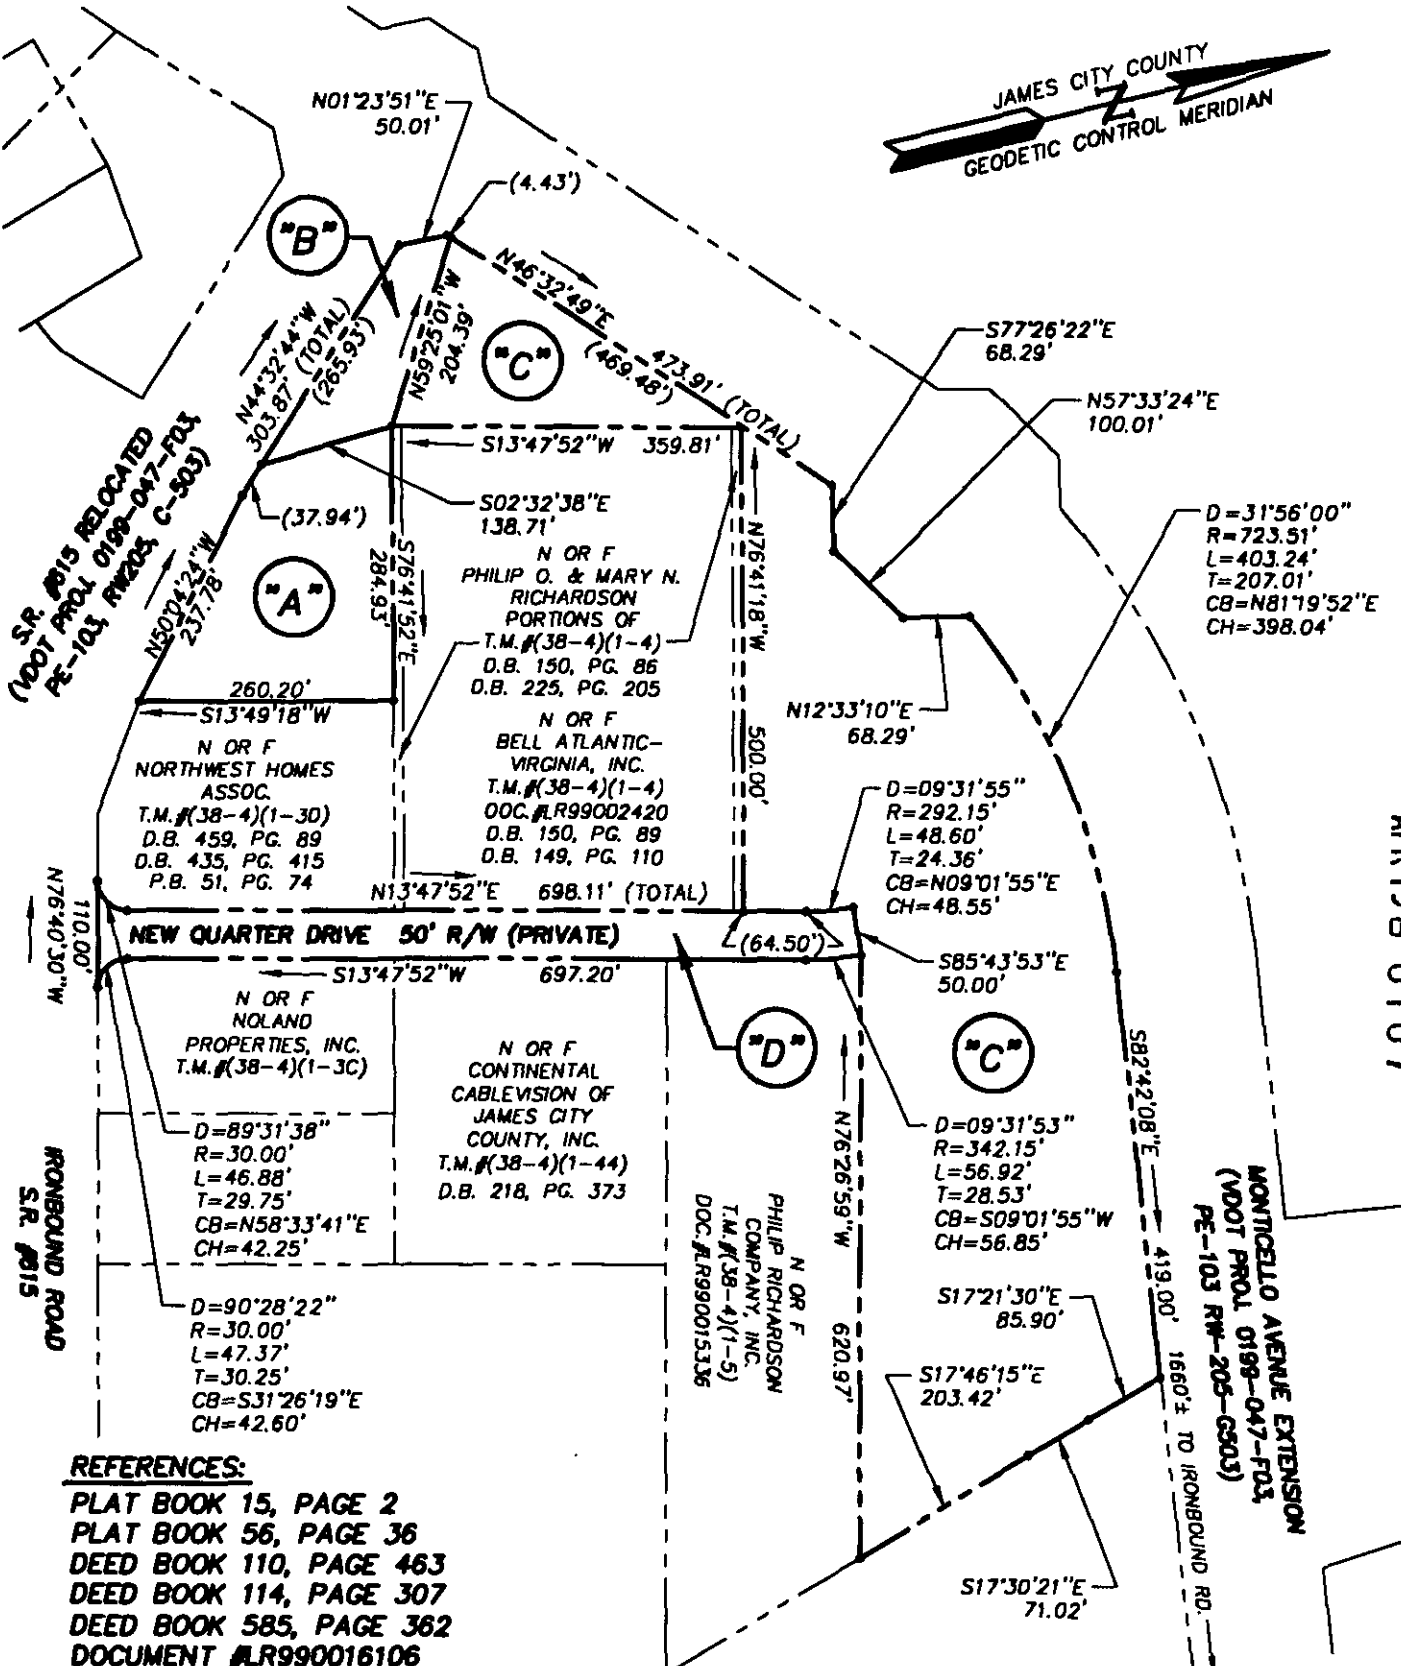 JAMES CITY COUNTY
N
GEODETIC CONTROL MERIDIAN
N01°23'51"E
50.01'
(4.43')
"B"
N46°32'49"E
473.91' (TOTAL)
(469.48')
"C"
N59°25'01"W
204.39'
N44°32'44"W
303.87' (TOTAL)
(265.93')
S77°26'22"E
68.29'
N57°33'24"E
100.01'
S.R. #615 RELOCATED
(VDOT PROJ. 0199-047-F03,
PE-103, RW205, C-503)
S13°47'52"W 359.81'
S02°32'38"E
138.71'
(37.94')
N50°04'24"W
237.78'
"A"
S76°41'52"E
284.93'
N OR F
PHILIP O. & MARY N.
RICHARDSON
PORTIONS OF
T.M.#(38-4)(1-4)
D.B. 150, PG. 86
D.B. 225, PG. 205
N76°41'18"W
500.00'
D=31°56'00"
R=723.51'
L=403.24'
T=207.01'
CB=N81°19'52"E
CH=398.04'
260.20'
S13°49'18"W
N12°33'10"E
68.29'
N OR F
NORTHWEST HOMES
ASSOC.
T.M.#(38-4)(1-3D)
D.B. 459, PG. 89
D.B. 435, PG. 415
P.B. 51, PG. 74
N OR F
BELL ATLANTIC-
VIRGINIA, INC.
T.M.#(38-4)(1-4)
DOC.#LR99002420
D.B. 150, PG. 89
D.B. 149, PG. 110
D=09°31'55"
R=292.15'
L=48.60'
T=24.36'
CB=N09°01'55"E
CH=48.55'
N76°40'30"W
110.00'
N13°47'52"E 698.11' (TOTAL)
NEW QUARTER DRIVE 50' R/W (PRIVATE)
(64.50')
S13°47'52"W 697.20'
S85°43'53"E
50.00'
N OR F
NOLAND
PROPERTIES, INC.
T.M.#(38-4)(1-3C)
N OR F
CONTINENTAL
CABLEVISION OF
JAMES CITY
COUNTY, INC.
T.M.#(38-4)(1-44)
D.B. 218, PG. 373
"D"
"C"
S82°42'08"E
419.00'
N76°26'59"W
620.97'
D=09°31'53"
R=342.15'
L=56.92'
T=28.53'
CB=S09°01'55"W
CH=56.85'
D=89°31'38"
R=30.00'
L=46.88'
T=29.75'
CB=N58°33'41"E
CH=42.25'
IRONBOUND ROAD
S.R. #615
N OR F
PHILIP RICHARDSON
COMPANY, INC.
T.M.#(38-4)(1-5)
DOC.#LR990015336
MONTICELLO AVENUE EXTENSION
(VDOT PROJ. 0199-047-F03,
PE-103 RW-205-G503)
D=90°28'22"
R=30.00'
L=47.37'
T=30.25'
CB=S31°26'19"E
CH=42.60'
S17°21'30"E
85.90'
S17°46'15"E
203.42'
1660'± TO IRONBOUND RD.
S17°30'21"E
71.02'
REFERENCES:
PLAT BOOK 15, PAGE 2
PLAT BOOK 56, PAGE 36
DEED BOOK 110, PAGE 463
DEED BOOK 114, PAGE 307
DEED BOOK 585, PAGE 362
DOCUMENT #LR990016106